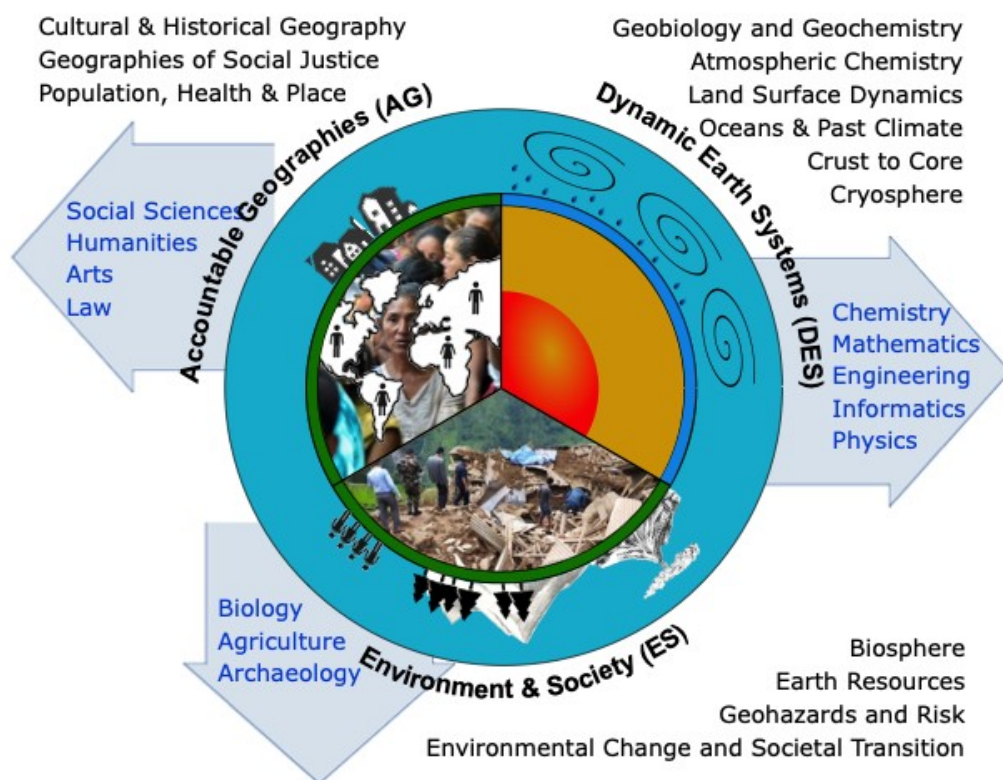 Cultural & Historical Geography
Geographies of Social Justice
Population, Health & Place
Geobiology and Geochemistry
Atmospheric Chemistry
Land Surface Dynamics
Oceans & Past Climate
Crust to Core
Cryosphere
Accountable Geographies (AG)
Dynamic Earth Systems (DES)
Social Sciences
Humanities
Arts
Law
Chemistry
Mathematics
Engineering
Informatics
Physics
Biology
Agriculture
Archaeology
Environment & Society (ES)
Biosphere
Earth Resources
Geohazards and Risk
Environmental Change and Societal Transition